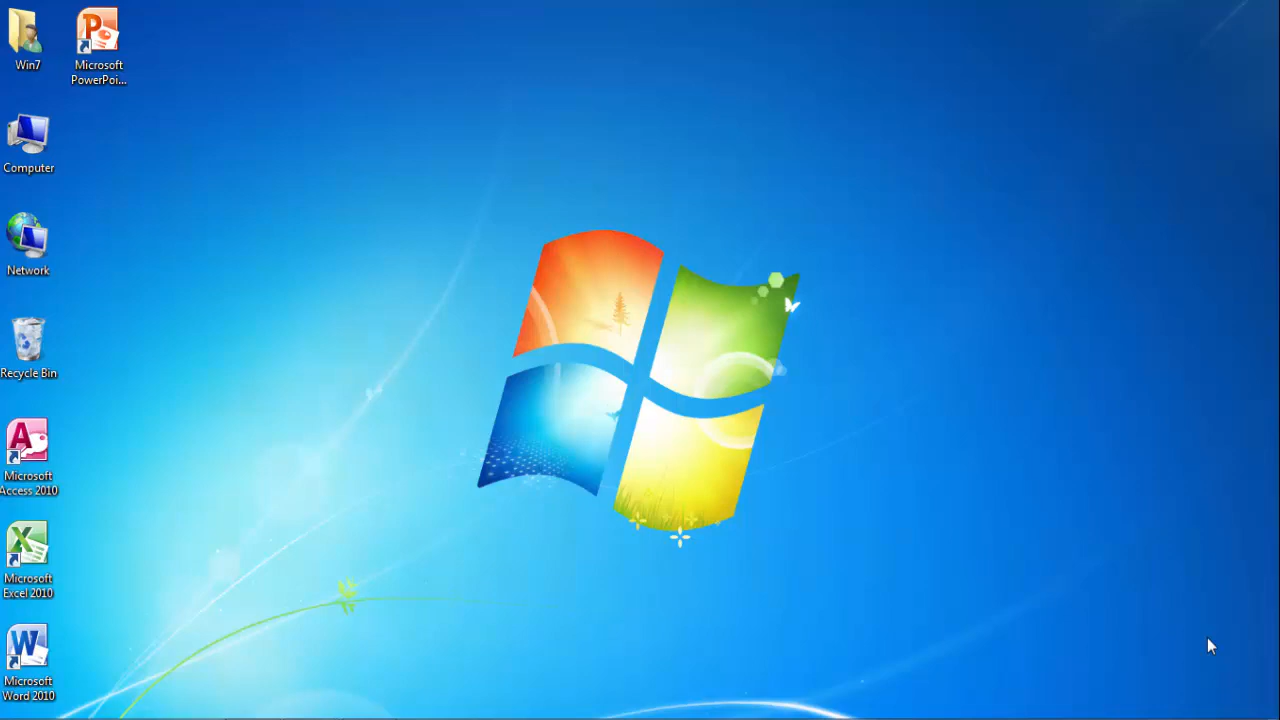 Win7
Microsoft
PowerPoi...
Computer
Network
Recycle Bin
Microsoft
Access 2010
Microsoft
Excel 2010
Microsoft
Word 2010